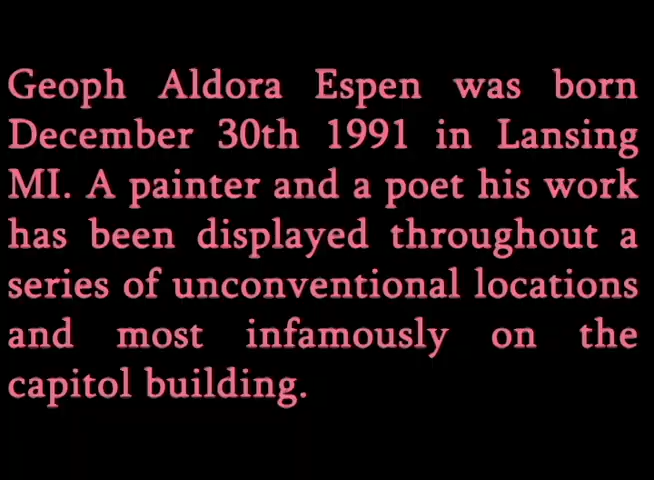 Geoph Aldora Espen was born
December 30th 1991 in Lansing
MI. A painter and a poet his work
has been displayed throughout a
series of unconventional locations
and most infamously on the
capitol building.